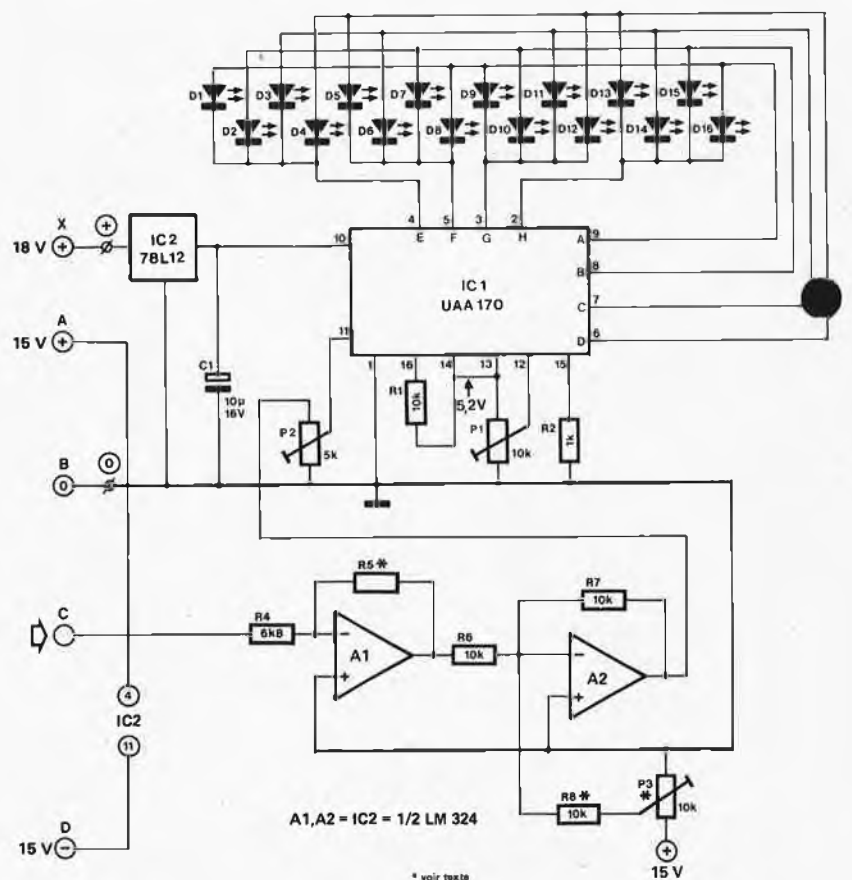 D1
D2
D3
D4
D5
D6
D7
D8
D9
D10
D11
D12
D13
D14
D15
D16
X
18 V +
+
IC2
78L12
4 5 3 2
E F G H
10
11
IC1
UAA 170
A 9
B 8
C 7
D 6
A
15 V +
C1
10µ
16V
1 16 14 13 12 15
R1
10k
5,2V
P2
5k
P1
10k
R2
1k
B
0
0
C
R5*
R4
6k8
A1
-
+
R6
10k
R7
10k
A2
-
+
4
IC2
11
D
15 V -
R8*
10k
P3
*
10k
+
15 V
A1,A2 = IC2 = 1/2 LM 324
* voir texte